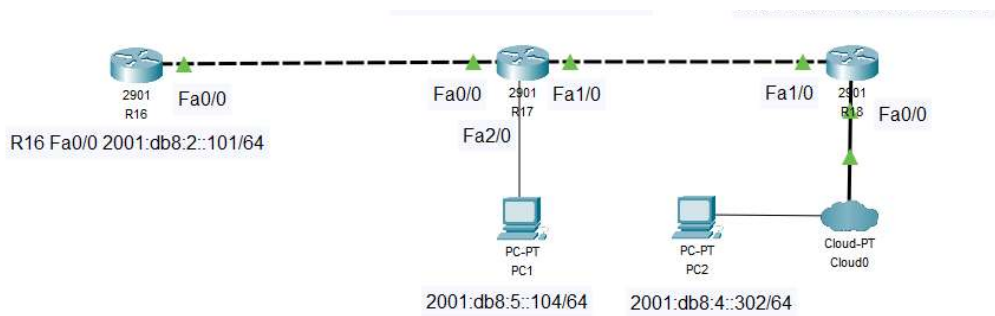 2901
R16
Fa0/0
R16 Fa0/0 2001:db8:2::101/64
Fa0/0
2901
R17
Fa1/0
Fa2/0
Fa1/0
2901
R18
Fa0/0
PC-PT
PC1
2001:db8:5::104/64
PC-PT
PC2
2001:db8:4::302/64
Cloud-PT
Cloud0